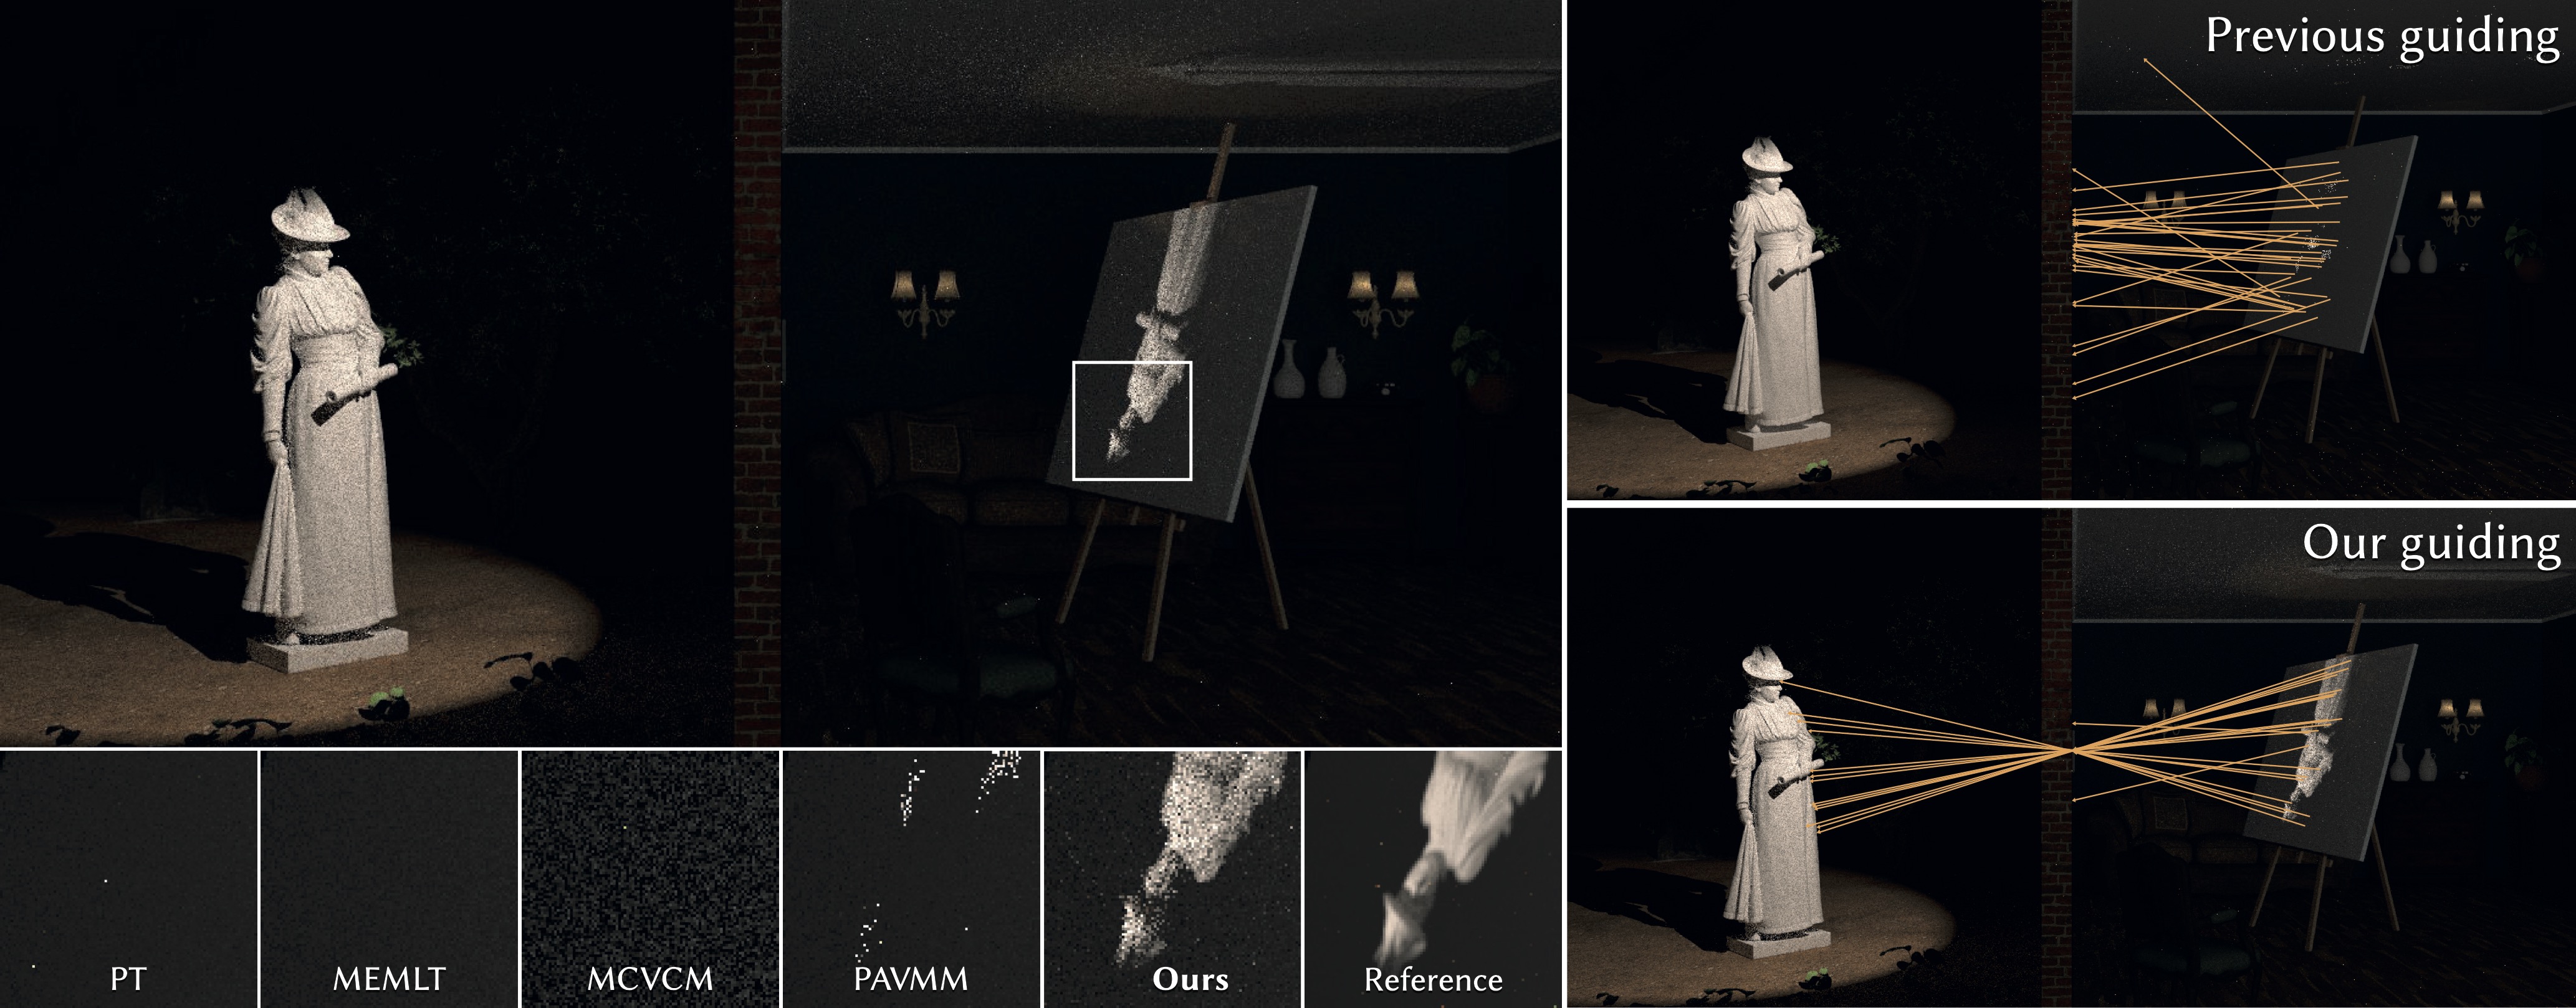 Previous guiding
Our guiding
PT
MEMLT
MCVCM
PAVMM
Ours
Reference